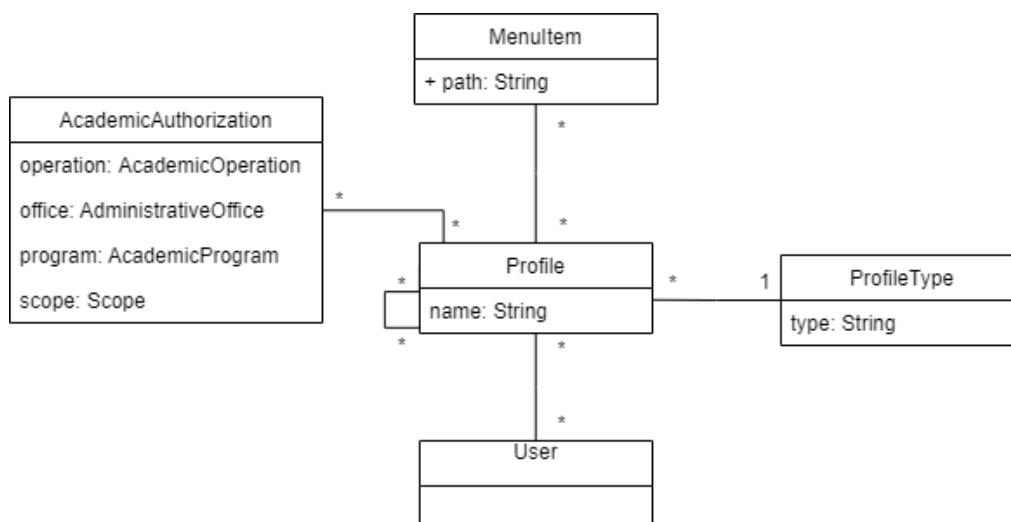 MenuItem
+ path: String
*
AcademicAuthorization
operation: AcademicOperation
office: AdministrativeOffice
program: AcademicProgram
scope: Scope
*
*
*
Profile
name: String
*
*
*
1
ProfileType
type: String
*
*
User